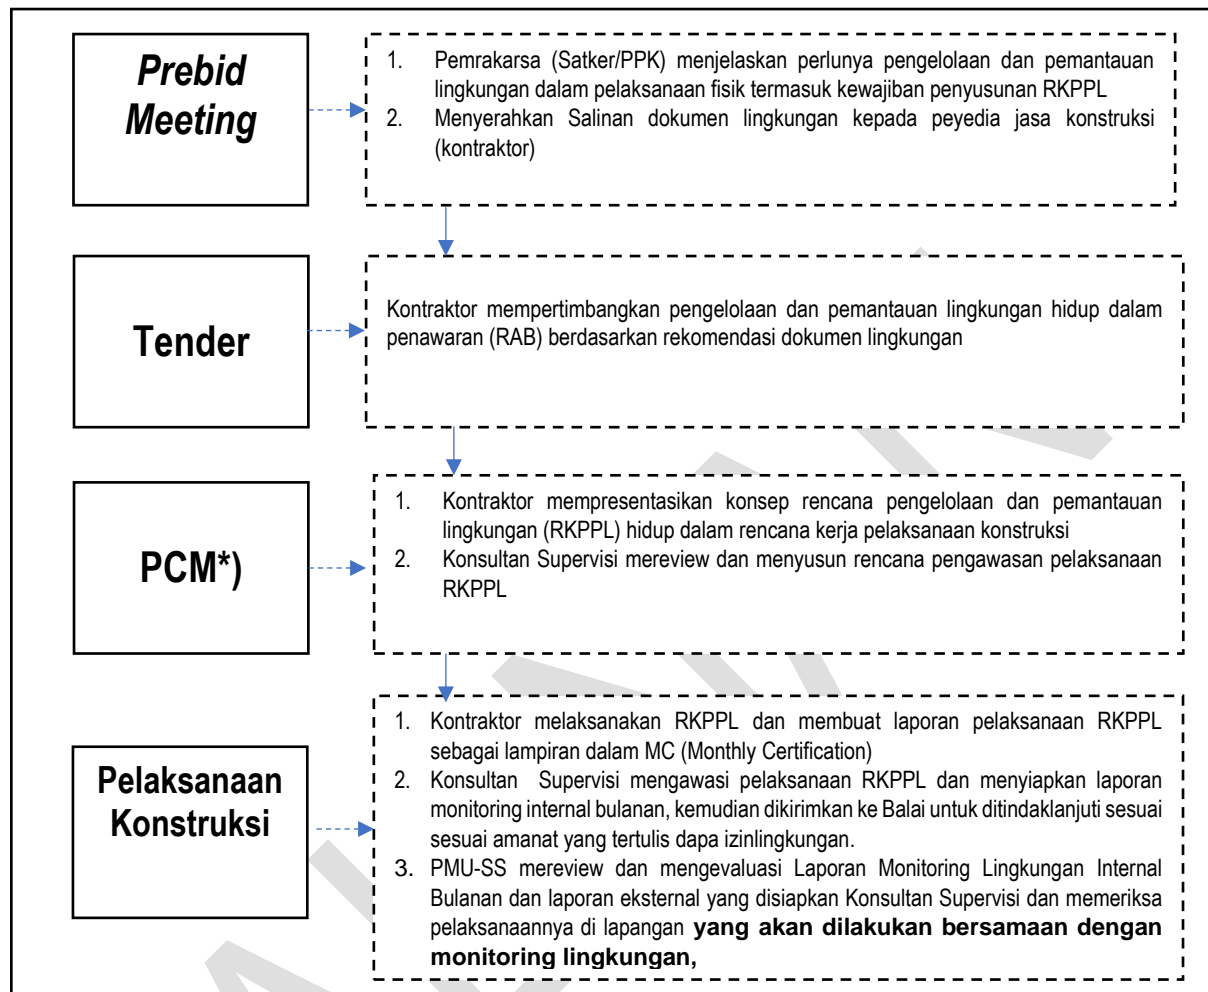 Prebid
Meeting
1. Pemrakarsa (Satker/PPK) menjelaskan perlunya pengelolaan dan pemantauan
lingkungan dalam pelaksanaan fisik termasuk kewajiban penyusunan RKPPL
2. Menyerahkan Salinan dokumen lingkungan kepada peyedia jasa konstruksi
(kontraktor)
Tender
Kontraktor mempertimbangkan pengelolaan dan pemantauan lingkungan hidup dalam
penawaran (RAB) berdasarkan rekomendasi dokumen lingkungan
PCM*)
1. Kontraktor mempresentasikan konsep rencana pengelolaan dan pemantauan
lingkungan (RKPPL) hidup dalam rencana kerja pelaksanaan konstruksi
2. Konsultan Supervisi mereview dan menyusun rencana pengawasan pelaksanaan
RKPPL
Pelaksanaan
Konstruksi
1. Kontraktor melaksanakan RKPPL dan membuat laporan pelaksanaan RKPPL
sebagai lampiran dalam MC (Monthly Certification)
2. Konsultan Supervisi mengawasi pelaksanaan RKPPL dan menyiapkan laporan
monitoring internal bulanan, kemudian dikirimkan ke Balai untuk ditindaklanjuti sesuai
sesuai amanat yang tertulis dapa izinlingkungan.
3. PMU-SS mereview dan mengevaluasi Laporan Monitoring Lingkungan Internal
Bulanan dan laporan eksternal yang disiapkan Konsultan Supervisi dan memeriksa
pelaksanaannya di lapangan yang akan dilakukan bersamaan dengan
monitoring lingkungan,